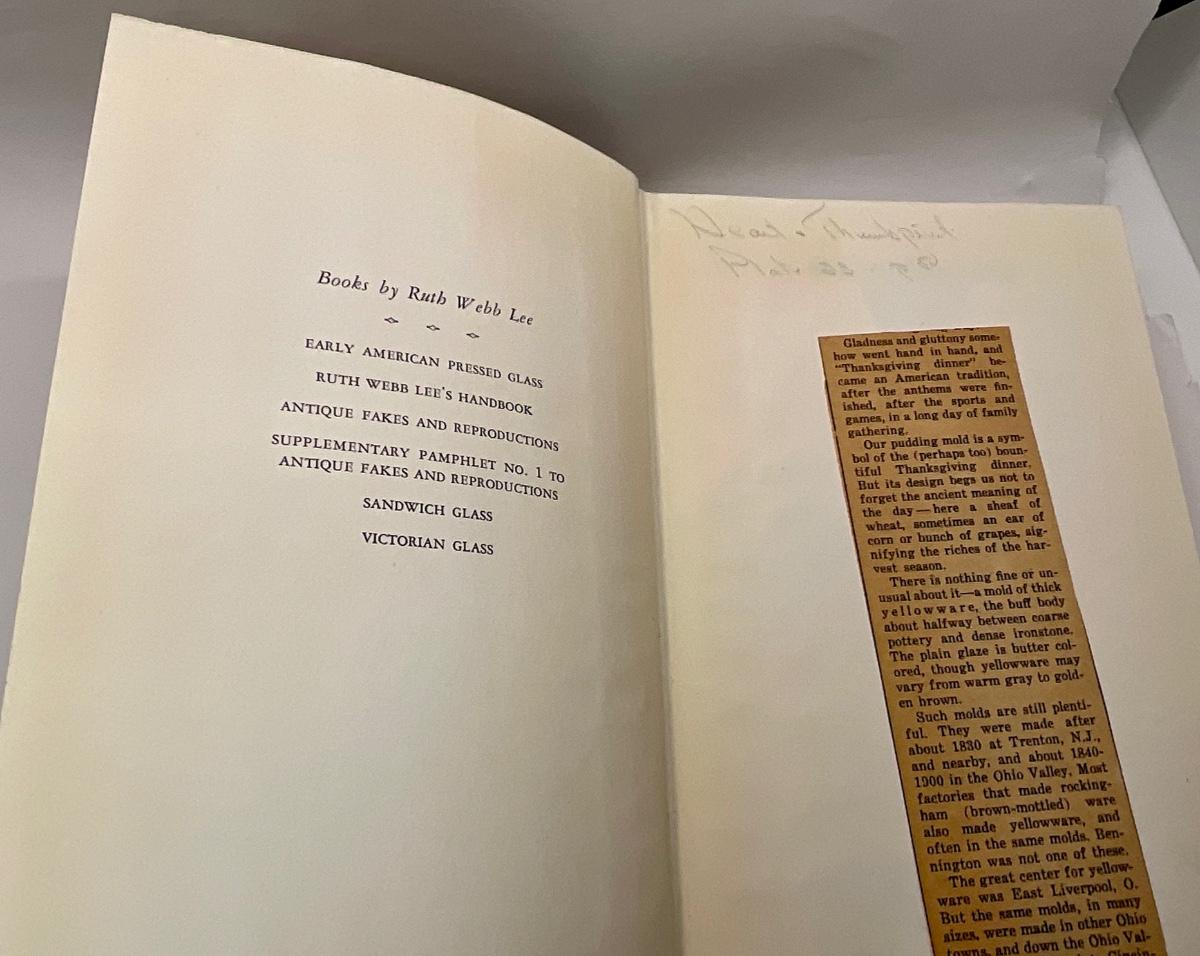 Books by Ruth Webb Lee
EARLY AMERICAN PRESSED GLASS
RUTH WEBB LEE'S HANDBOOK
ANTIQUE FAKES AND REPRODUCTIONS
SUPPLEMENTARY PAMPHLET NO. 1 TO
ANTIQUE FAKES AND REPRODUCTIONS
SANDWICH GLASS
VICTORIAN GLASS
Gladness and gluttony some-
how went hand in hand, and
"Thanksgiving dinner" be-
came an American tradition,
after the anthems were fin-
ished, after the sports and
games, in a long day of family
gathering.
Our pudding mold is a sym-
bol of the (perhaps too) boun-
tiful Thanksgiving dinner.
But its design begs us not to
forget the ancient meaning of
the day—here a sheaf of
wheat, sometimes an ear of
corn or bunch of grapes, sig-
nifying the riches of the har-
vest season.
There is nothing fine or un-
usual about it—a mold of thick
yellowware, the buff body
about halfway between coarse
pottery and dense ironstone.
The plain glaze is butter col-
ored, though yellowware may
vary from warm gray to gold-
en brown.
Such molds are still plenti-
ful. They were made after
about 1830 at Trenton, N.J.,
and nearby, and about 1840-
1900 in the Ohio Valley. Most
factories that made rocking-
ham (brown-mottled) ware
also made yellowware, and
often in the same molds. Ben-
nington was not one of these.
The great center for yellow-
ware was East Liverpool, O.
But the same molds, in many
sizes, were made in other Ohio
towns, and down the Ohio Val-